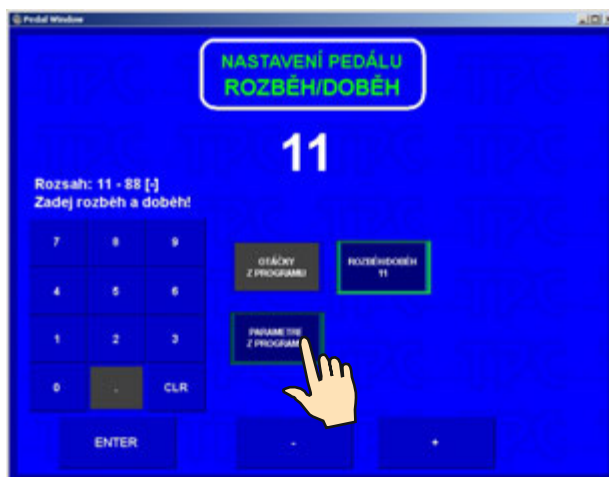 Pedal Window
NASTAVENÍ PEDÁLU
ROZBĚH/DOBĚH
11
Rozsah: 11 - 88 [-]
Zadej rozběh a doběh!
7 8 9
4 5 6
1 2 3
0 . CLR
OTÁČKY
Z PROGRAMU
ROZBĚH/DOBĚH
11
PARAMETRE
Z PROGRAM
ENTER - +